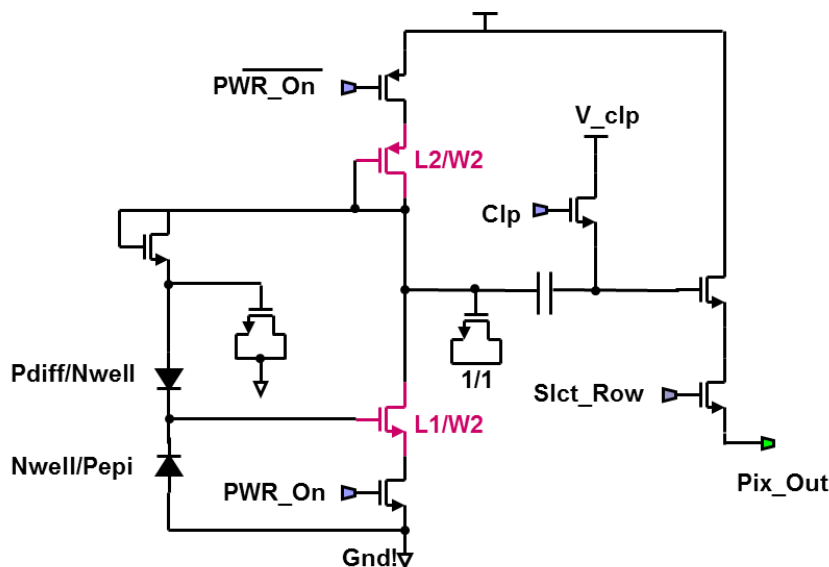 PWR_On
V_clp
L2/W2
Clp
Pdiff/Nwell
1/1
Slct_Row
L1/W2
Nwell/Pepi
PWR_On
Pix_Out
Gnd!